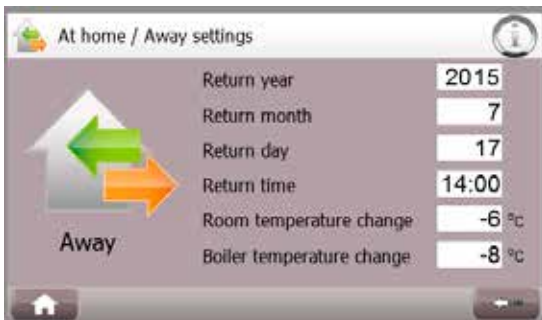 At home / Away settings
Return year 2015
Return month 7
Return day 17
Return time 14:00
Room temperature change -6 °C
Away
Boiler temperature change -8 °C